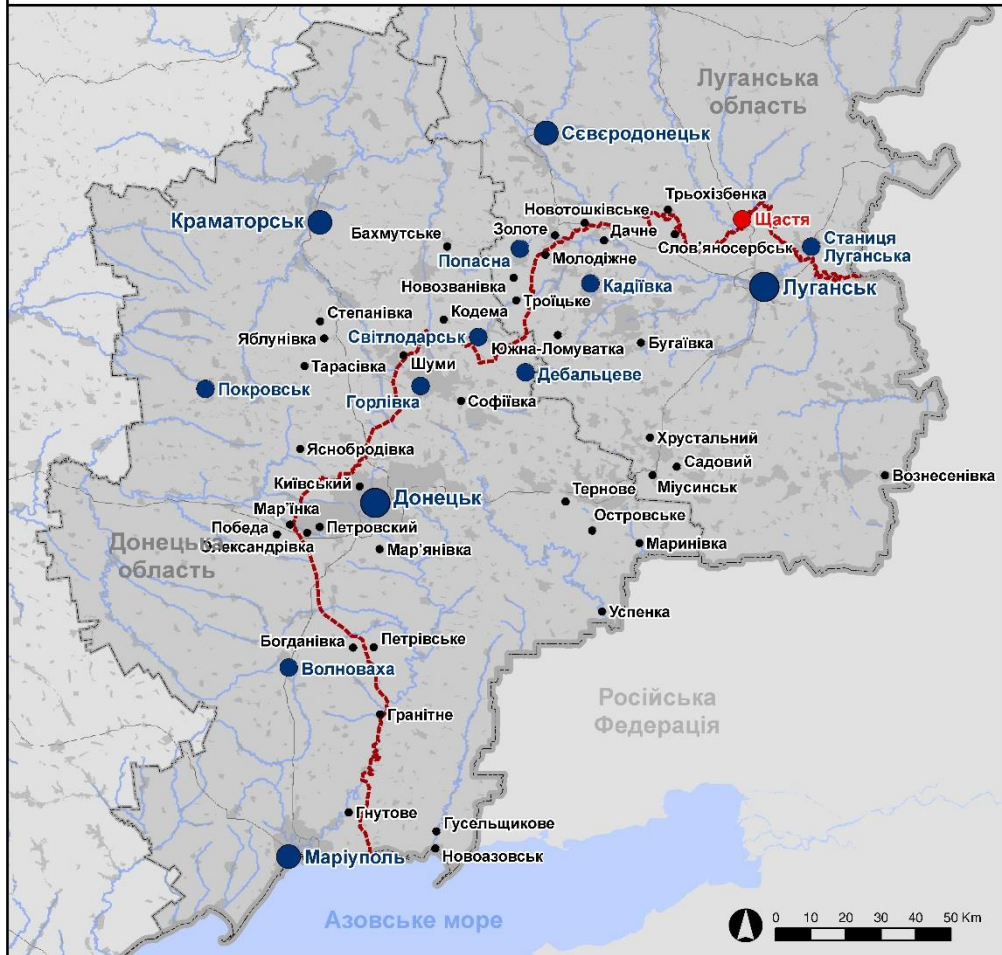 Луганська
область
Сєвєродонецьк
Трьохізбенка
Краматорськ
Новотошківське
Щастя
Бахмутське
Золоте
Дачне
Слов’яносербськ
Станиця
Луганська
Попасна
Молодіжне
Новозванівка
Кадіївка
Луганськ
Троїцьке
Степанівка
Кодема
Яблунівка
Світлодарськ
Южна-Ломуватка
Бугаївка
Тарасівка
Шуми
Дебальцеве
Покровськ
Горлівка
Софіївка
Хрустальний
Яснобродівка
Садовий
Міусинськ
Вознесенівка
Київський
Донецьк
Тернове
Мар’їнка
Победа
Петровский
Островське
Олександрівка
Мар’янівка
Маринівка
Донецька
область
Успенка
Богданівка
Петрівське
Волноваха
Російська
Федерація
Гранітне
Гнутове
Гусельщикове
Маріуполь
Новоазовськ
Азовське море
0 10 20 30 40 50 Km